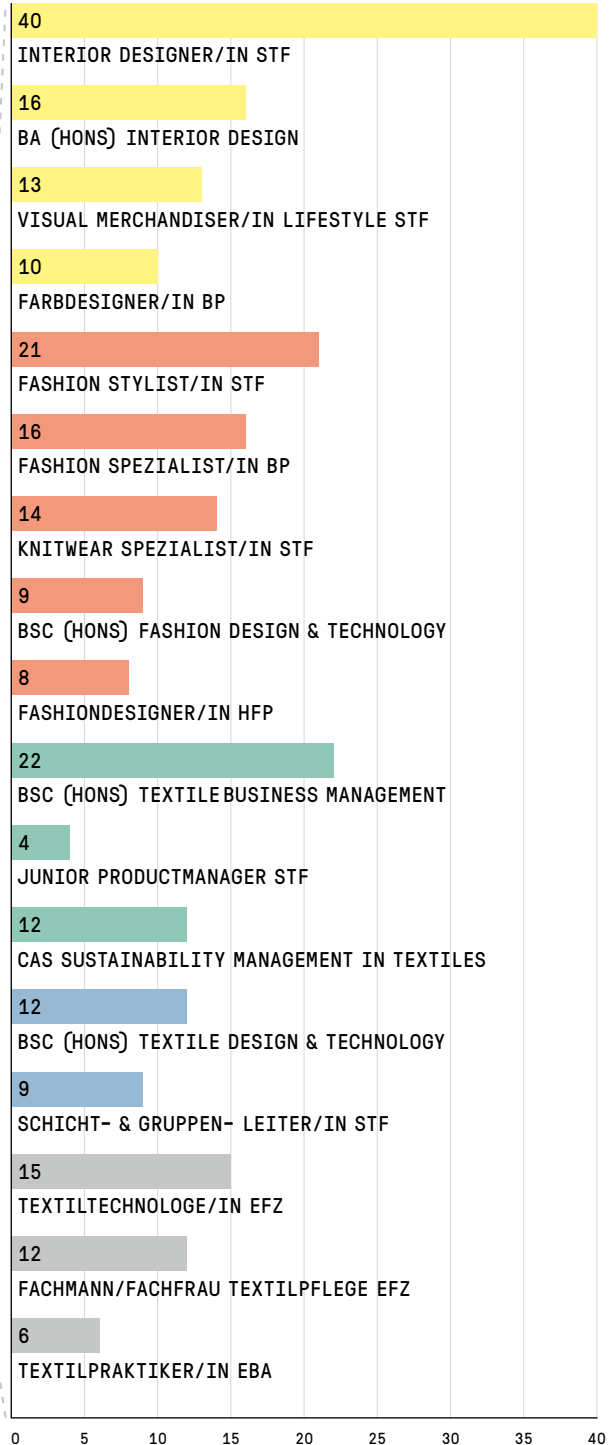 40
INTERIOR DESIGNER/IN STF
16
BA (HONS) INTERIOR DESIGN
13
VISUAL MERCHANDISER/IN LIFESTYLE STF
10
FARBDESIGNER/IN BP
21
FASHION STYLIST/IN STF
16
FASHION SPEZIALIST/IN BP
14
KNITWEAR SPEZIALIST/IN STF
9
BSC (HONS) FASHION DESIGN & TECHNOLOGY
8
FASHIONDESIGNER/IN HFP
22
BSC (HONS) TEXTILE BUSINESS MANAGEMENT
4
JUNIOR PRODUCTMANAGER STF
12
CAS SUSTAINABILITY MANAGEMENT IN TEXTILES
12
BSC (HONS) TEXTILE DESIGN & TECHNOLOGY
9
SCHICHT- & GRUPPEN- LEITER/IN STF
15
TEXTILTECHNOLOGE/IN EFZ
12
FACHMANN/FACHFRAU TEXTILPFLEGE EFZ
6
TEXTILPRAKTIKER/IN EBA
0 5 10 15 20 25 30 35 40